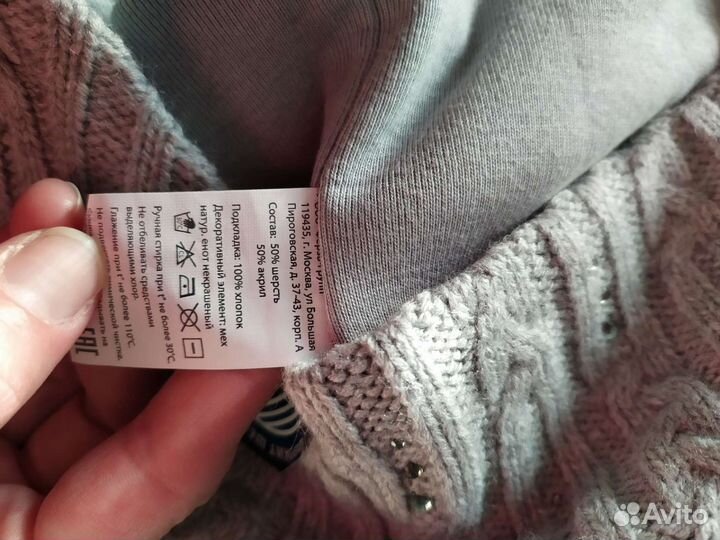 119435, г. Москва, ул Большая
Пироговская, д. 37-43, корп. А
Состав: 50% шерсть
50% акрил
Подкладка: 100% хлопок
Декоративный элемент: мех
натур. енот некрашеный
Ручная стирка при t° не более 30°С.
Не отбеливать средствами
выделяющими хлор.
Глажение при t° не более 110°С.
чистке.
EAC
Avito